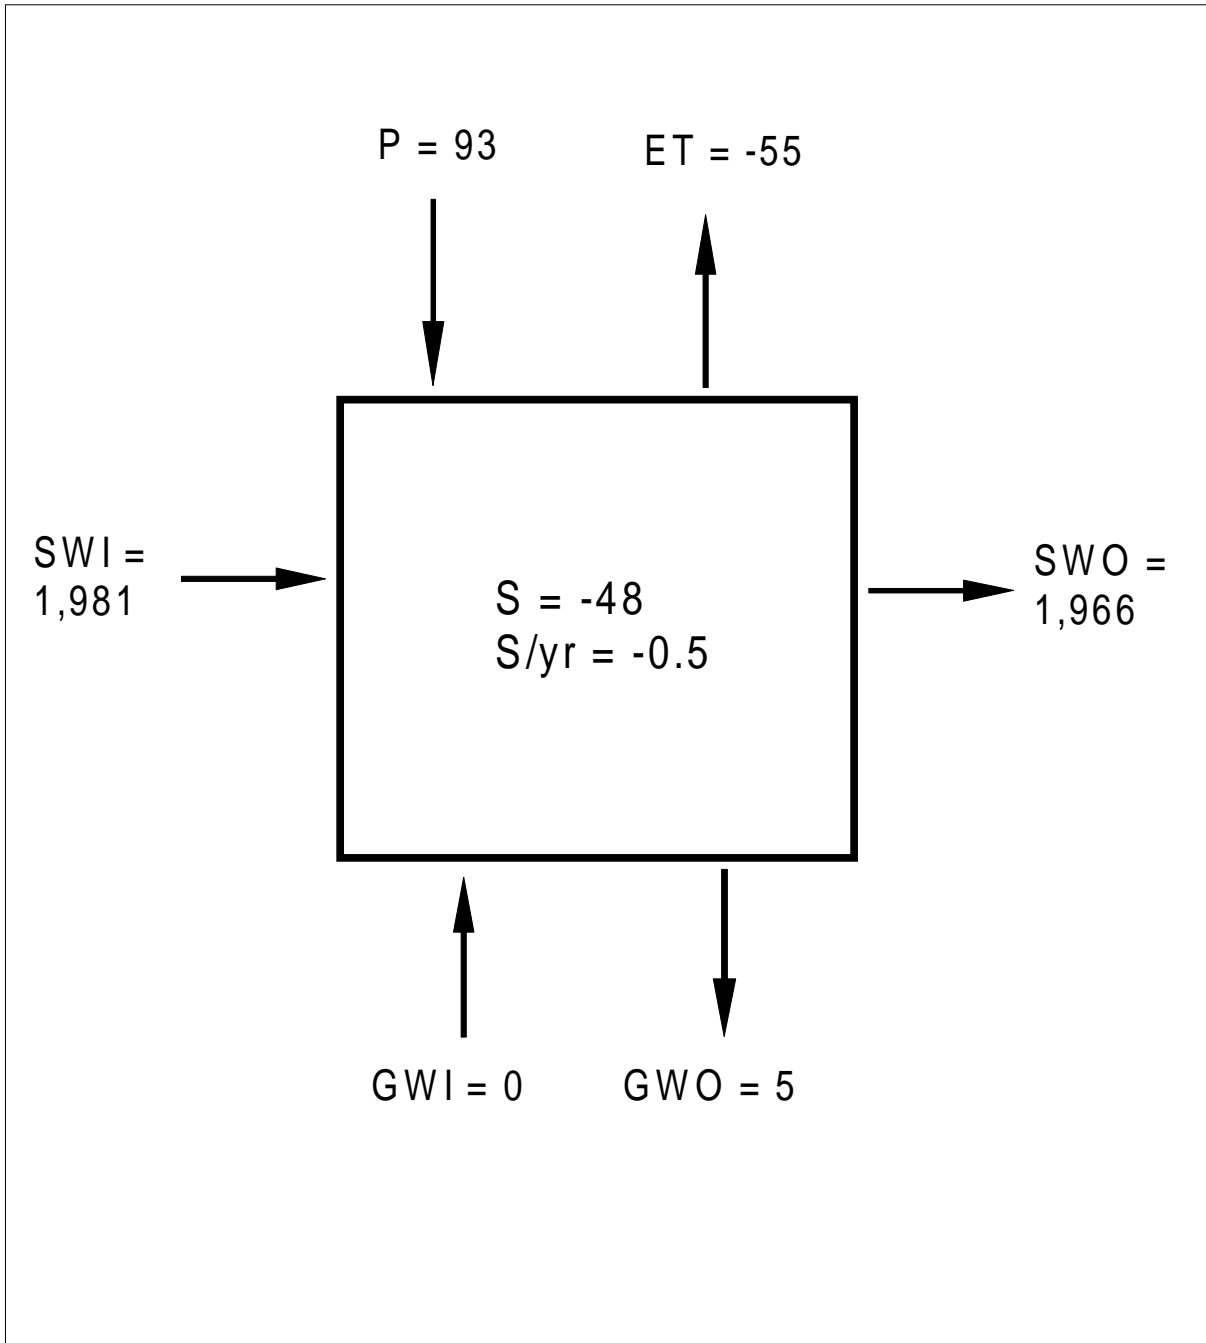 P = 93
ET = -55
SWI =
1,981
S = -48
S/yr = -0.5
SWO =
1,966
GWI = 0
GWO = 5